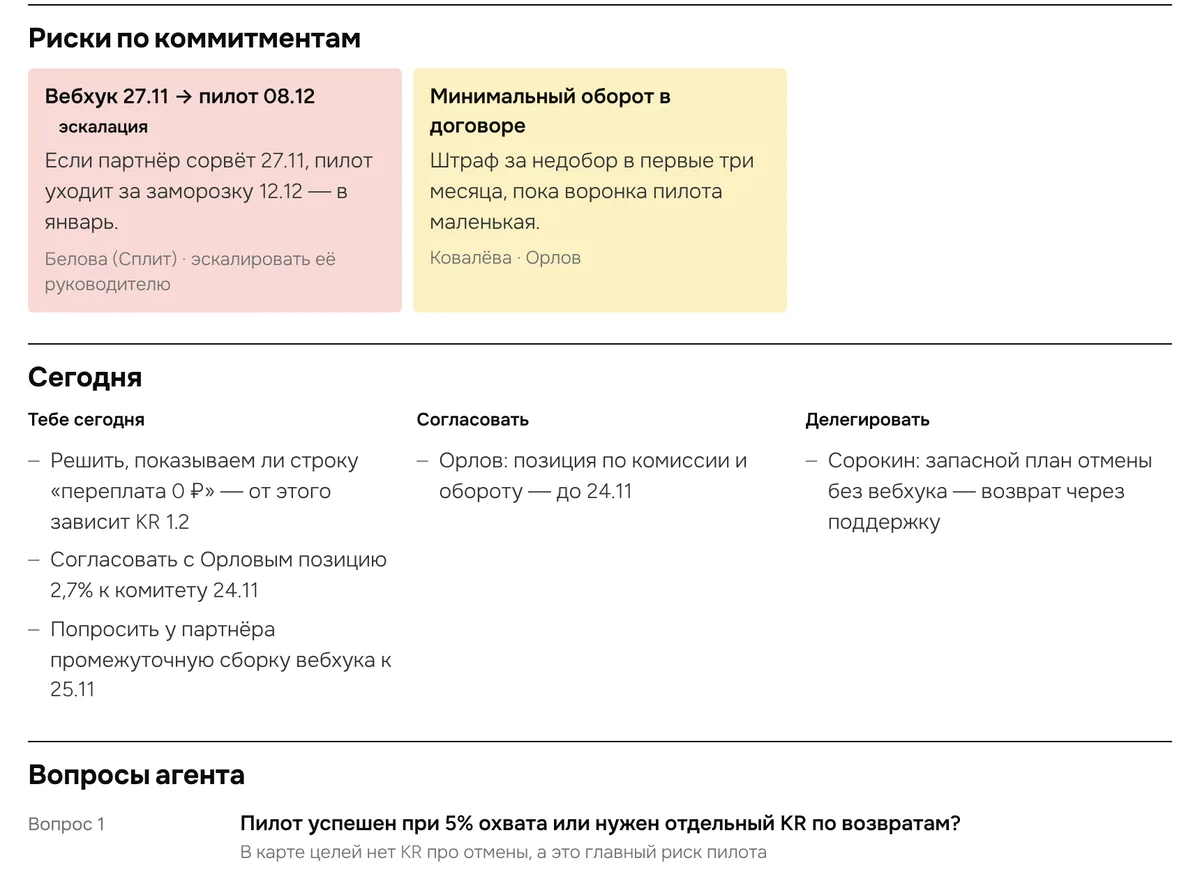 Риски по коммитментам
Вебхук 27.11 → пилот 08.12
эскалация
Если партнёр сорвёт 27.11, пилот
уходит за заморозку 12.12 — в
январь.
Белова (Сплит) · эскалировать её
руководителю
Минимальный оборот в
договоре
Штраф за недобор в первые три
месяца, пока воронка пилота
маленькая.
Ковалёва · Орлов
Сегодня
Тебе сегодня
– Решить, показываем ли строку
«переплата 0 ₽» — от этого
зависит KR 1.2
– Согласовать с Орловым позицию
2,7% к комитету 24.11
– Попросить у партнёра
промежуточную сборку вебхука к
25.11
Согласовать
– Орлов: позиция по комиссии и
обороту — до 24.11
Делегировать
– Сорокин: запасной план отмены
без вебхука — возврат через
поддержку
Вопросы агента
Вопрос 1
Пилот успешен при 5% охвата или нужен отдельный KR по возвратам?
В карте целей нет KR про отмены, а это главный риск пилота